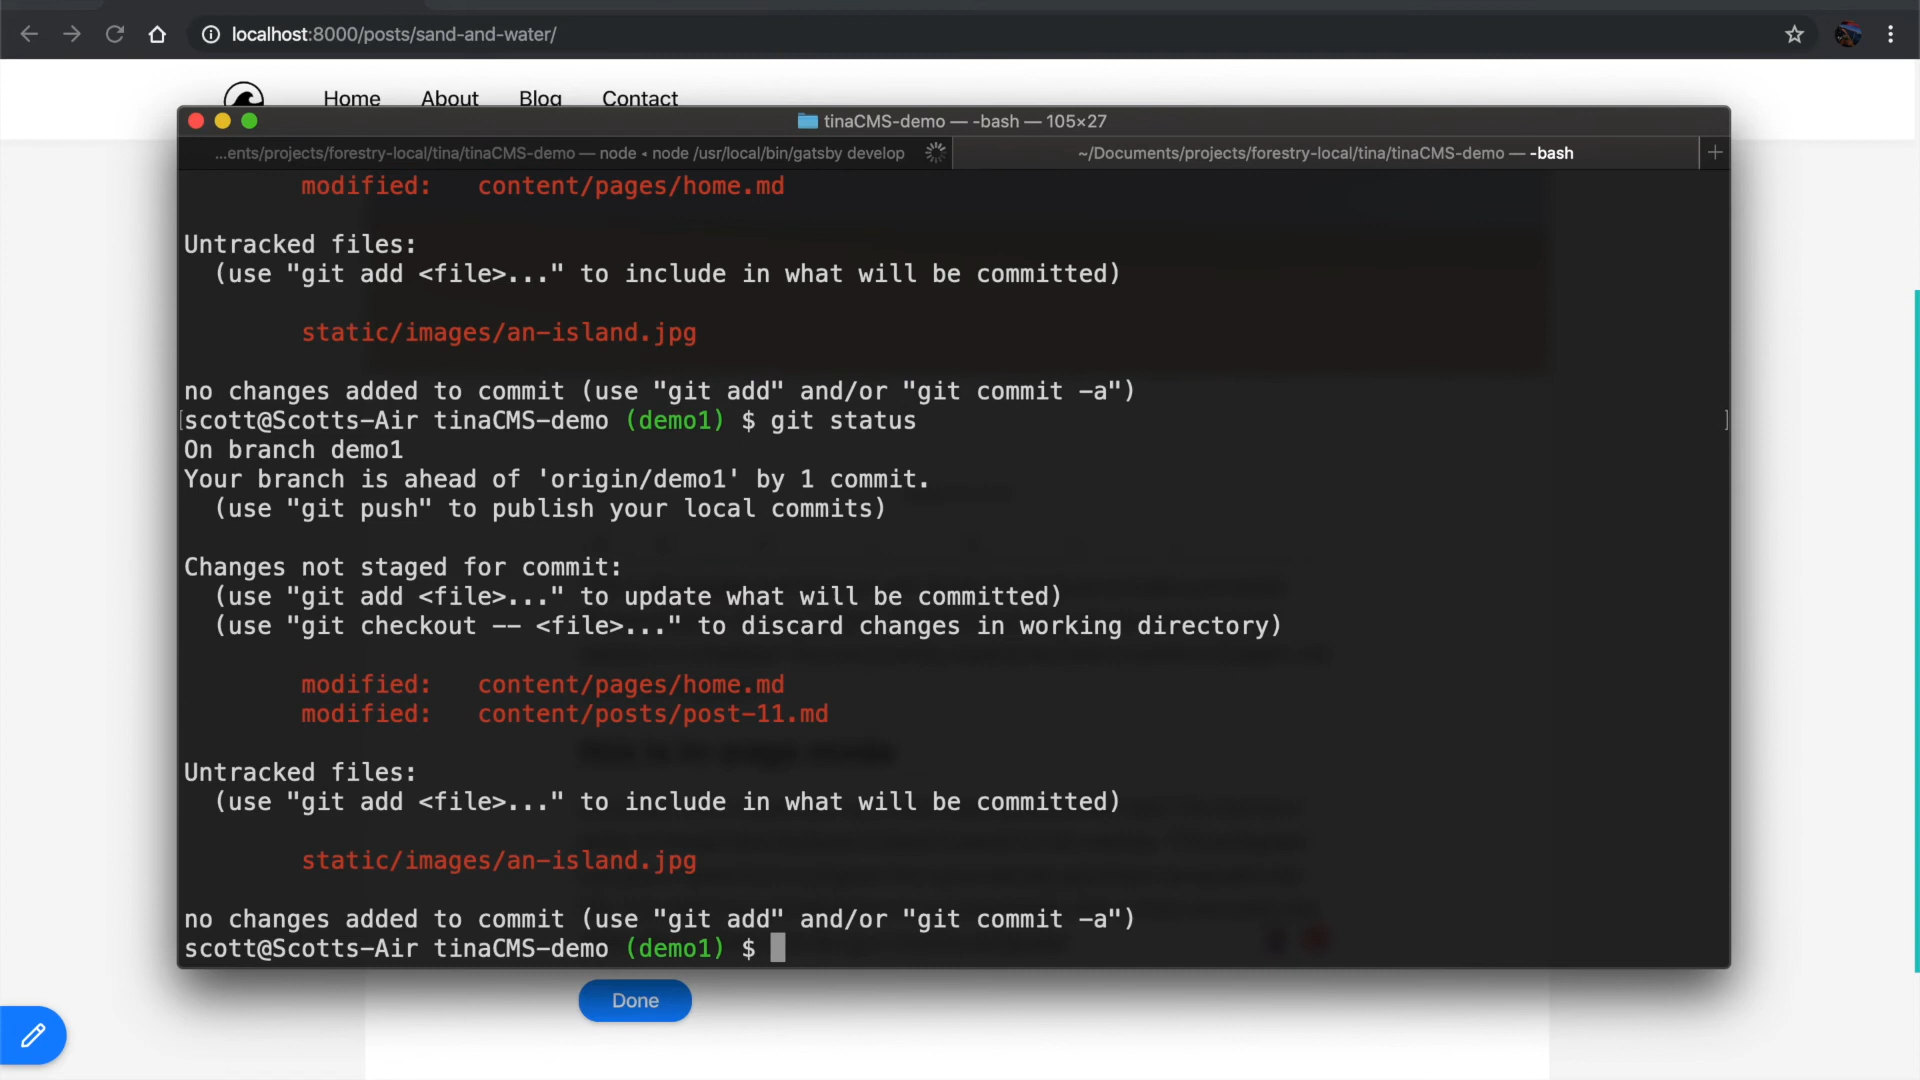 localhost:8000/posts/sand-and-water/
Home About Blog Contact
tinaCMS-demo — -bash — 105×27
...ents/projects/forestry-local/tina/tinaCMS-demo — node ◂ node /usr/local/bin/gatsby develop
~/Documents/projects/forestry-local/tina/tinaCMS-demo — -bash
modified: content/pages/home.md
Untracked files:
(use "git add <file>..." to include in what will be committed)
static/images/an-island.jpg
no changes added to commit (use "git add" and/or "git commit -a")
[scott@Scotts-Air tinaCMS-demo (demo1) $ git status ]
On branch demo1
Your branch is ahead of 'origin/demo1' by 1 commit.
(use "git push" to publish your local commits)
Changes not staged for commit:
(use "git add <file>..." to update what will be committed)
(use "git checkout -- <file>..." to discard changes in working directory)
modified: content/pages/home.md
modified: content/posts/post-11.md
Untracked files:
(use "git add <file>..." to include in what will be committed)
static/images/an-island.jpg
no changes added to commit (use "git add" and/or "git commit -a")
scott@Scotts-Air tinaCMS-demo (demo1) $
Done